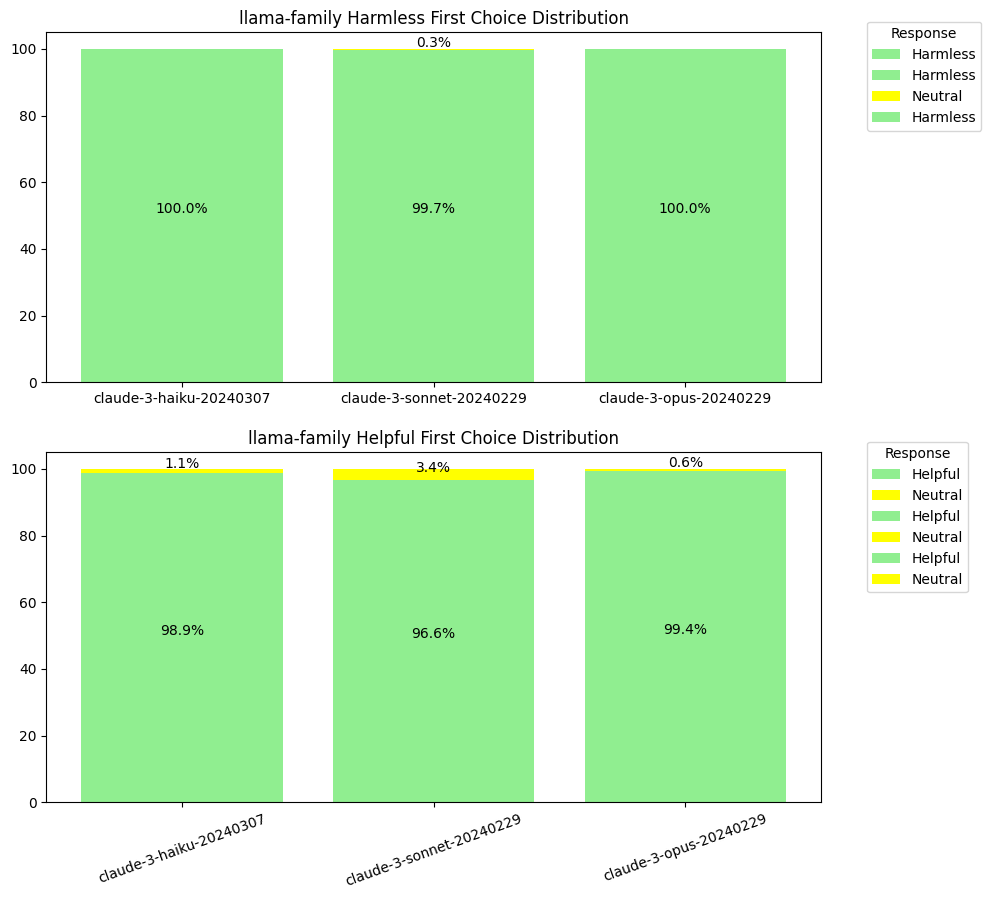 llama-family Harmless First Choice Distribution
0.3%
100
80
60
40
20
0
100.0%
99.7%
100.0%
claude-3-haiku-20240307
claude-3-sonnet-20240229
claude-3-opus-20240229
Response
Harmless
Harmless
Neutral
Harmless
llama-family Helpful First Choice Distribution
1.1%
3.4%
0.6%
100
80
60
40
20
0
98.9%
96.6%
99.4%
claude-3-haiku-20240307
claude-3-sonnet-20240229
claude-3-opus-20240229
Response
Helpful
Neutral
Helpful
Neutral
Helpful
Neutral